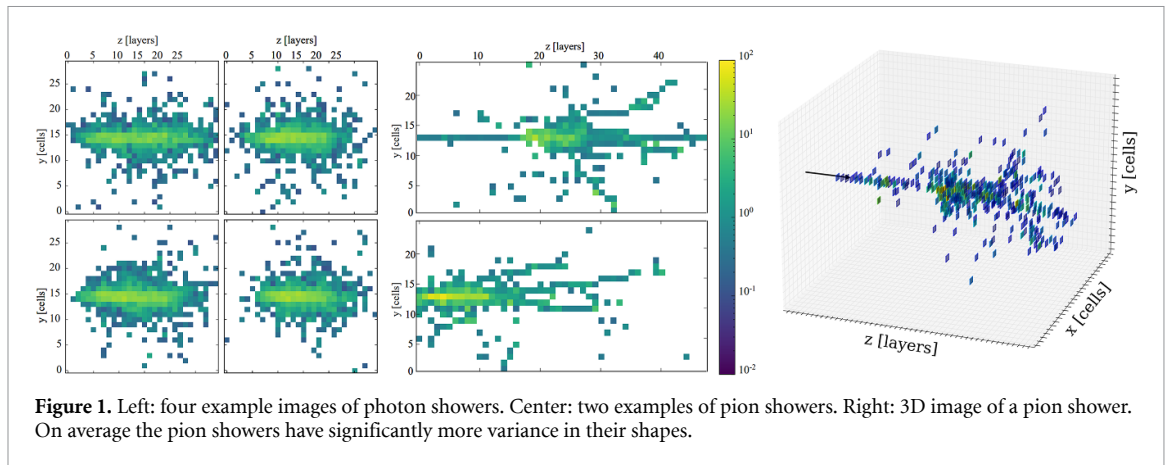 z [layers]
z [layers]
z [layers]
0 5 10 15 20 25
0 5 10 15 20 25
0 10 20 30 40
10²
25
20
15
10
5
0
y [cells]
20
15
10
5
0
y [cells]
10¹
10⁰
10⁻¹
10⁻²
25
20
15
10
5
0
y [cells]
20
15
10
5
0
y [cells]
y [cells]
x [cells]
z [layers]
Figure 1. Left: four example images of photon showers. Center: two examples of pion showers. Right: 3D image of a pion shower.
On average the pion showers have significantly more variance in their shapes.